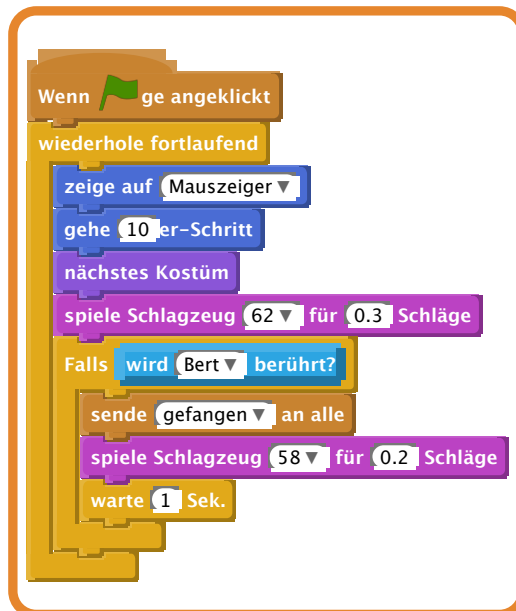 Wenn ge angeklickt
wiederhole fortlaufend
zeige auf Mauszeiger
gehe 10 er-Schritt
nächstes Kostüm
spiele Schlagzeug 62 für 0.3 Schläge
Falls wird Bert berührt?
sende gefangen an alle
spiele Schlagzeug 58 für 0.2 Schläge
warte 1 Sek.